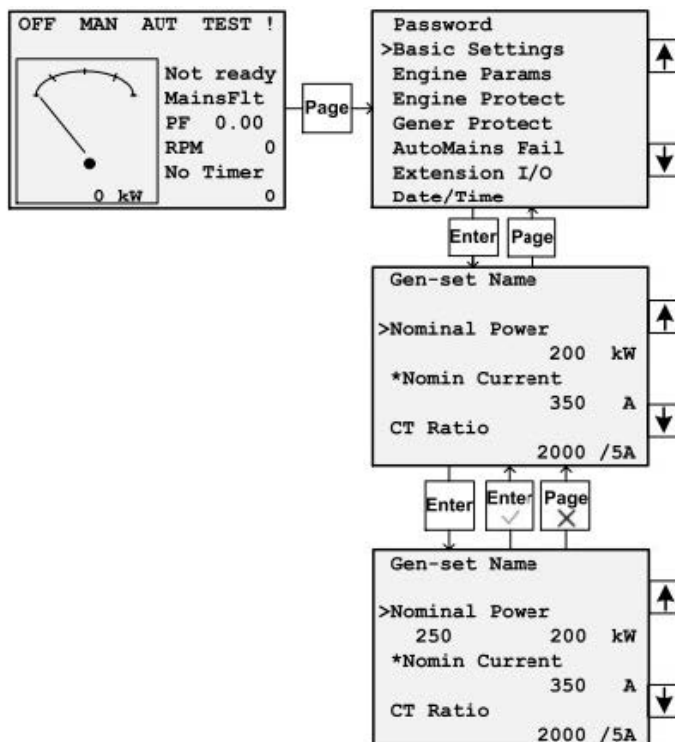 OFF MAN AUT TEST !
Not ready
MainsFlt
PF 0.00
RPM 0
No Timer
0 kW 0
Page
Password
>Basic Settings
Engine Params
Engine Protect
Gener Protect
AutoMains Fail
Extension I/O
Date/Time
Enter Page
Gen-set Name
>Nominal Power
200 kW
*Nomin Current
350 A
CT Ratio
2000 /5A
Enter Enter Page
Gen-set Name
>Nominal Power
250 200 kW
*Nomin Current
350 A
CT Ratio
2000 /5A